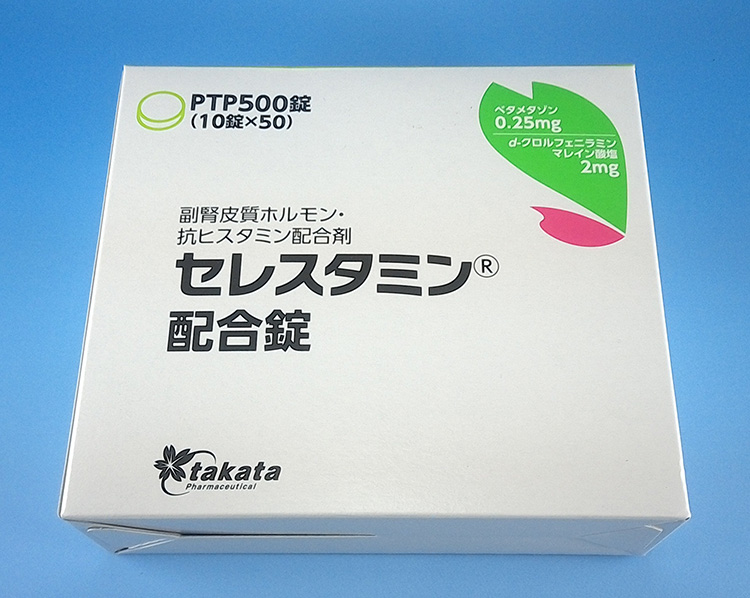 PTP500錠
(10錠×50)
ベタメタゾン
0.25mg
d-クロルフェニラミン
マレイン酸塩
2mg
副腎皮質ホルモン・
抗ヒスタミン配合剤
セレスタミン®
配合錠
takata
Pharmaceutical